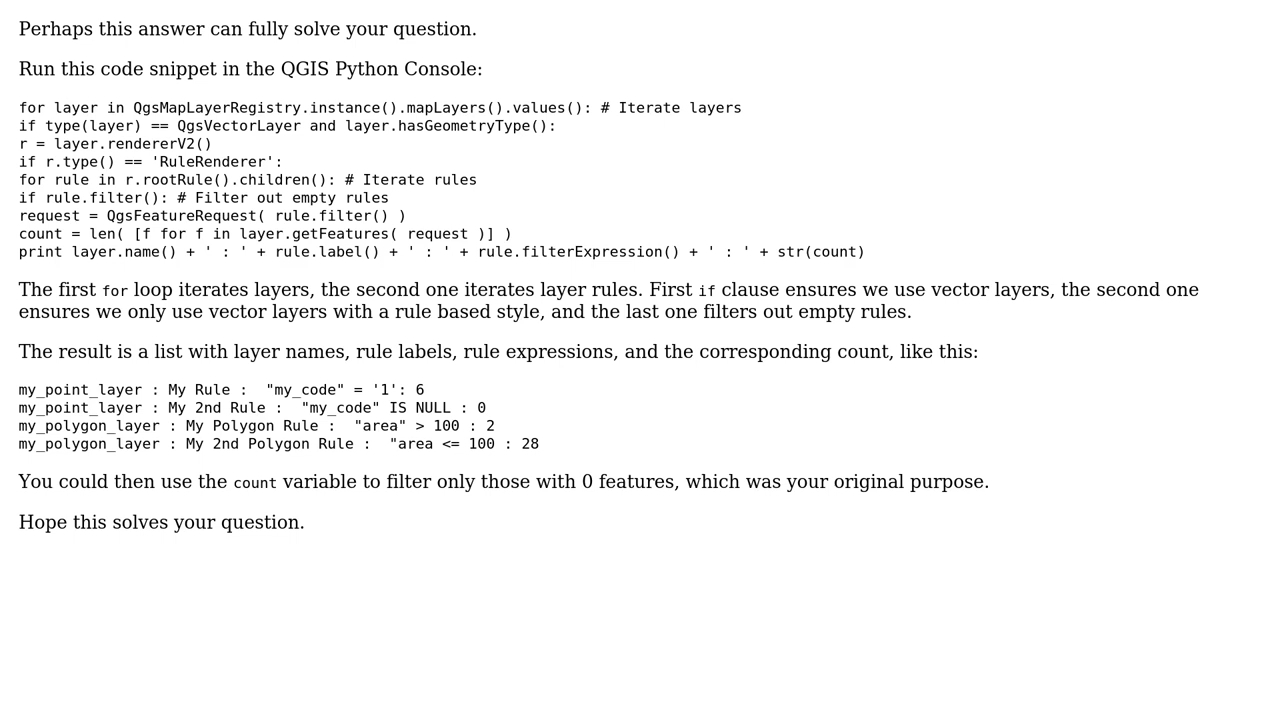 Perhaps this answer can fully solve your question.
Run this code snippet in the QGIS Python Console:
for layer in QgsMapLayerRegistry.instance().mapLayers().values(): # Iterate layers
if type(layer) == QgsVectorLayer and layer.hasGeometryType():
r = layer.rendererV2()
if r.type() == 'RuleRenderer':
for rule in r.rootRule().children(): # Iterate rules
if rule.filter(): # Filter out empty rules
request = QgsFeatureRequest( rule.filter() )
count = len( [f for f in layer.getFeatures( request )] )
print layer.name() + ' : ' + rule.label() + ' : ' + rule.filterExpression() + ' : ' + str(count)
The first for loop iterates layers, the second one iterates layer rules. First if clause ensures we use vector layers, the second one
ensures we only use vector layers with a rule based style, and the last one filters out empty rules.
The result is a list with layer names, rule labels, rule expressions, and the corresponding count, like this:
my_point_layer : My Rule :  "my_code" = '1': 6
my_point_layer : My 2nd Rule :  "my_code" IS NULL : 0
my_polygon_layer : My Polygon Rule :  "area" > 100 : 2
my_polygon_layer : My 2nd Polygon Rule :  "area <= 100 : 28
You could then use the count variable to filter only those with 0 features, which was your original purpose.
Hope this solves your question.